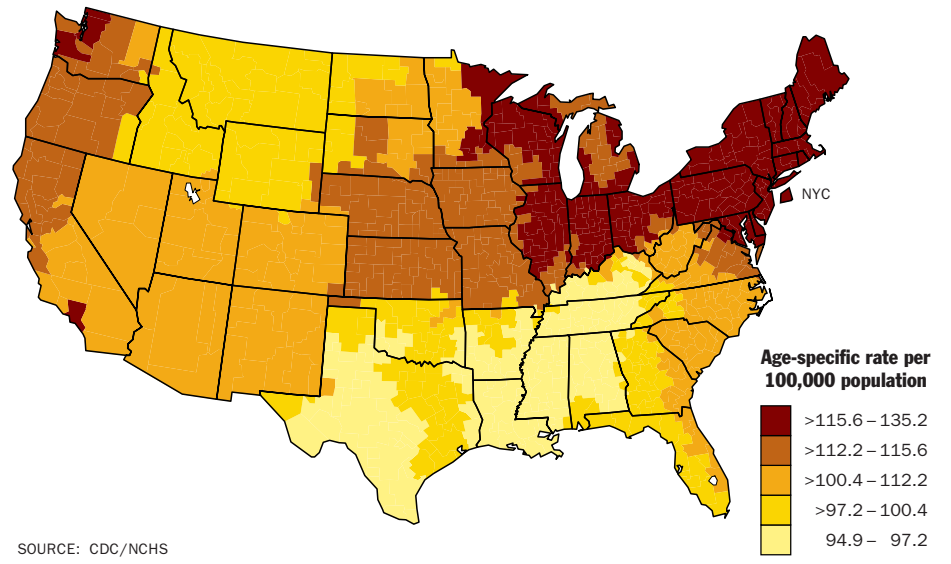 NYC
Age-specific rate per
100,000 population
>115.6 – 135.2
>112.2 – 115.6
>100.4 – 112.2
>97.2 – 100.4
94.9 – 97.2
SOURCE: CDC/NCHS